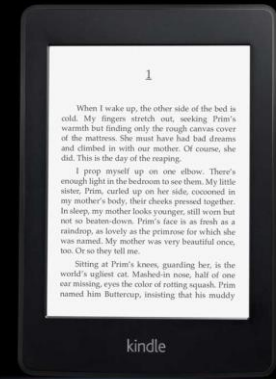 1
When I wake up, the other side of the bed is
cold. My fingers stretch out, seeking Prim's
warmth but finding only the rough canvas cover
of the mattress. She must have had bad dreams
and climbed in with our mother. Of course, she
did. This is the day of the reaping.
I prop myself up on one elbow. There's
enough light in the bedroom to see them. My little
sister, Prim, curled up on her side, cocooned in
my mother's body, their cheeks pressed together.
In sleep, my mother looks younger, still worn but
not so beaten-down. Prim's face is as fresh as a
raindrop, as lovely as the primrose for which she
was named. My mother was very beautiful once,
too. Or so they tell me.
Sitting at Prim's knees, guarding her, is the
world's ugliest cat. Mashed-in nose, half of one
ear missing, eyes the color of rotting squash. Prim
named him Buttercup, insisting that his muddy
kindle